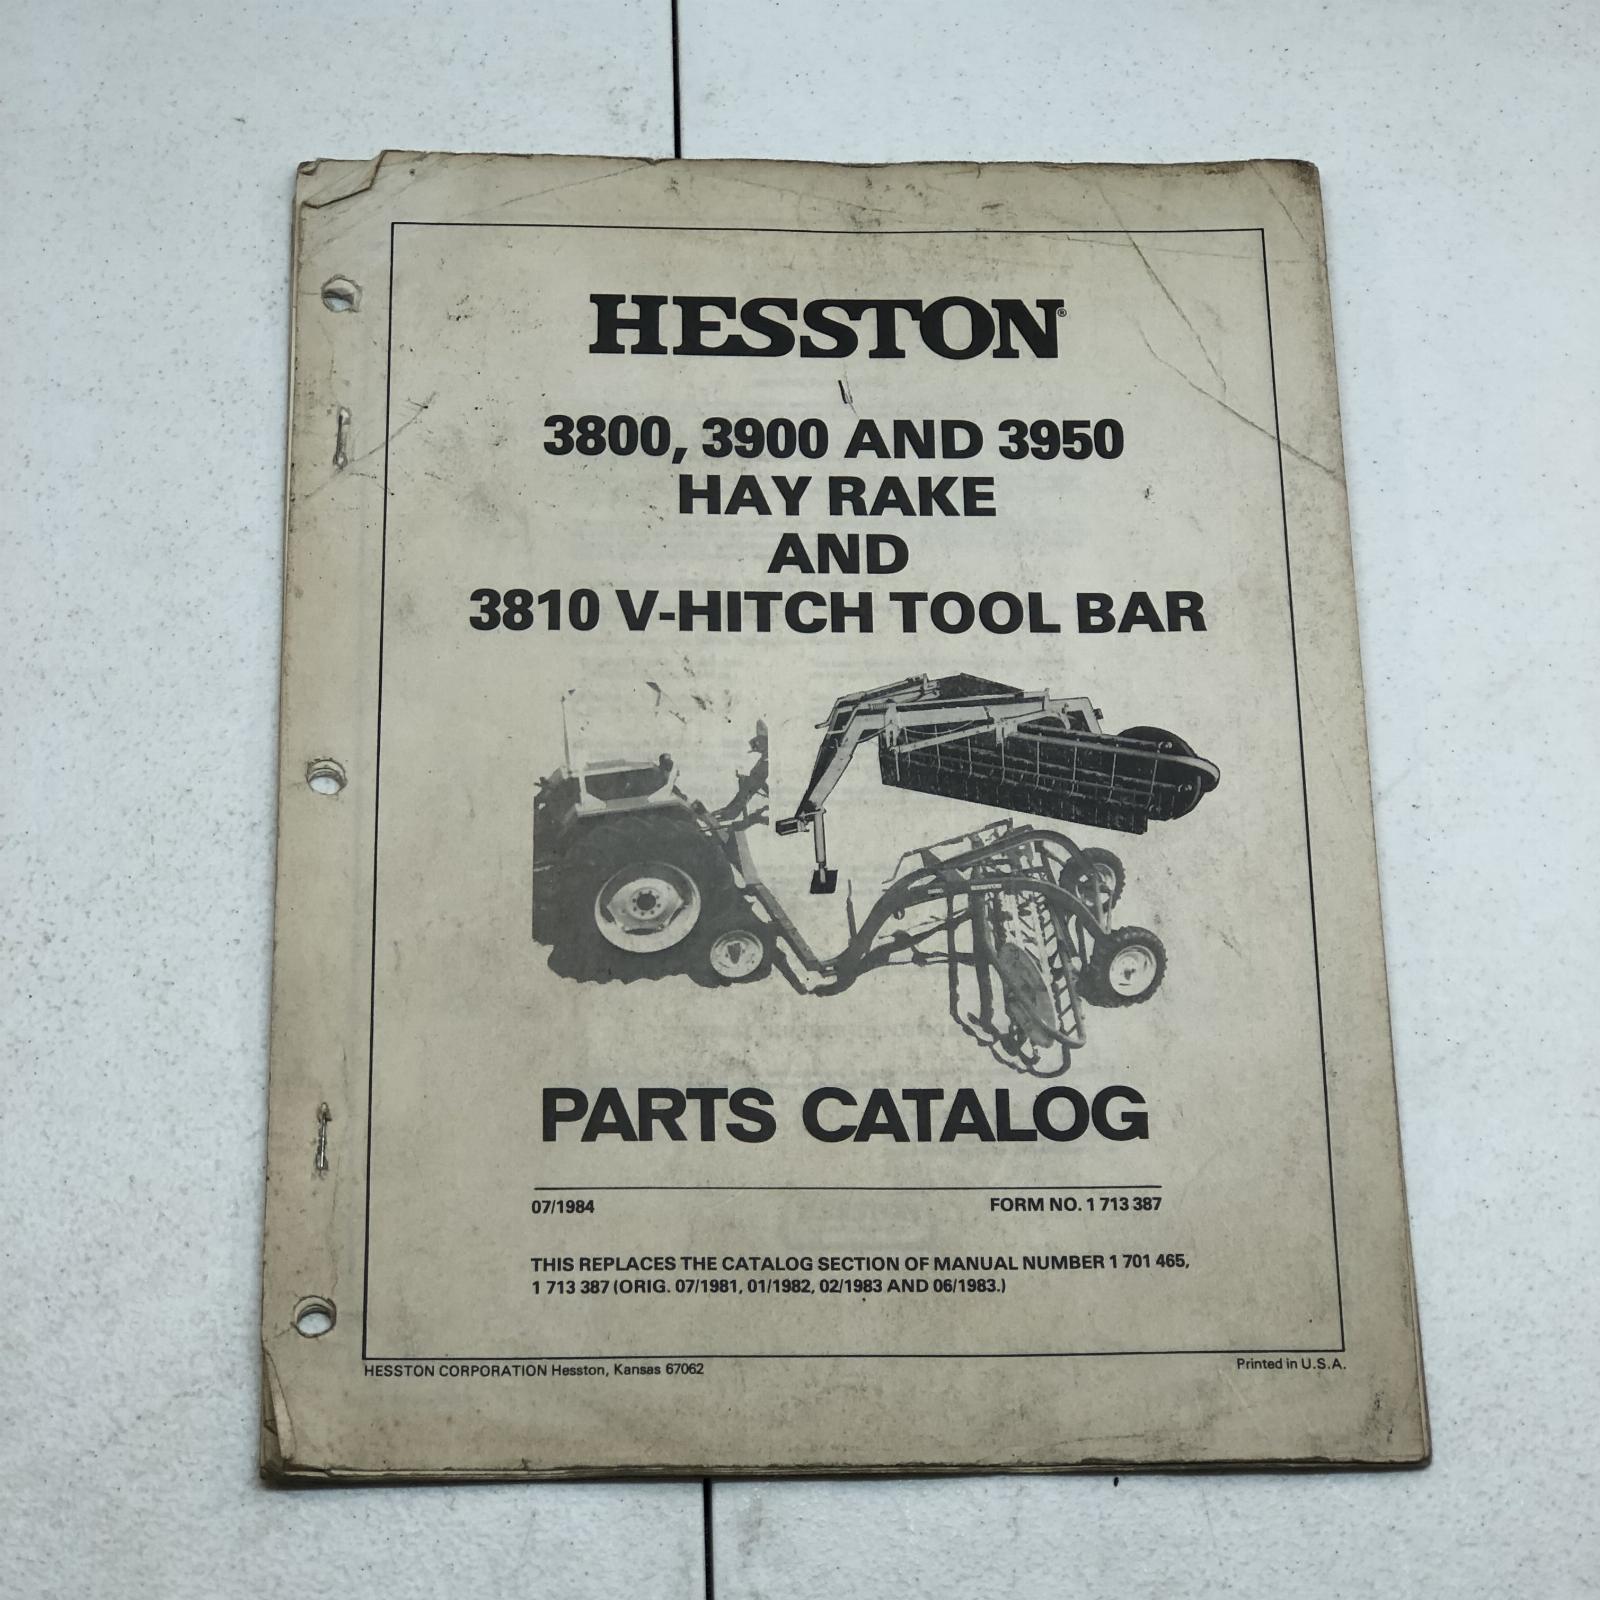 HESSTON®
3800, 3900 AND 3950
HAY RAKE
AND
3810 V-HITCH TOOL BAR
PARTS CATALOG
07/1984 FORM NO. 1 713 387
THIS REPLACES THE CATALOG SECTION OF MANUAL NUMBER 1 701 465,
1 713 387 (ORIG. 07/1981, 01/1982, 02/1983 AND 06/1983.)
HESSTON CORPORATION Hesston, Kansas 67062 Printed in U.S.A.